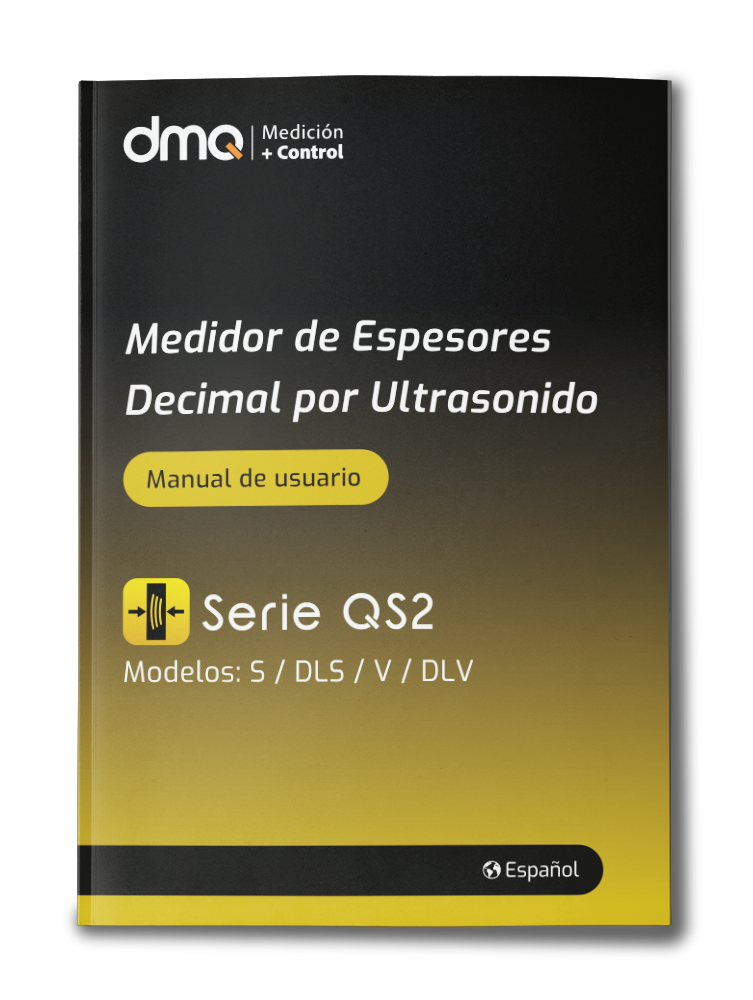 dmq
Medición
+ Control
Medidor de Espesores
Decimal por Ultrasonido
Manual de usuario
Serie QS2
Modelos: S / DLS / V / DLV
Español